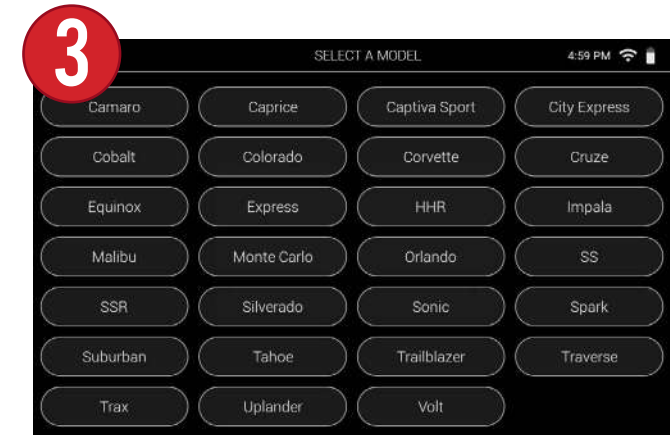 3
SELECT A MODEL 4:59 PM
Camaro Caprice Captiva Sport City Express
Cobalt Colorado Corvette Cruze
Equinox Express HHR Impala
Malibu Monte Carlo Orlando SS
SSR Silverado Sonic Spark
Suburban Tahoe Trailblazer Traverse
Trax Uplander Volt